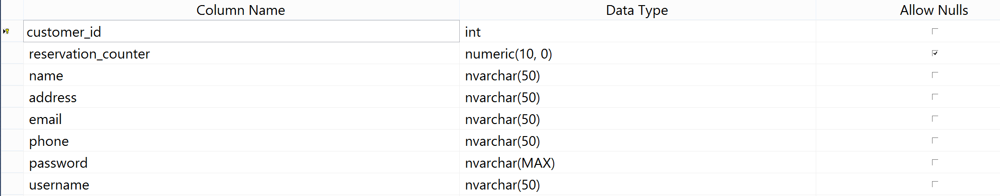 Column Name Data Type Allow Nulls
customer_id int
reservation_counter numeric(10, 0)
name nvarchar(50)
address nvarchar(50)
email nvarchar(50)
phone nvarchar(50)
password nvarchar(MAX)
username nvarchar(50)